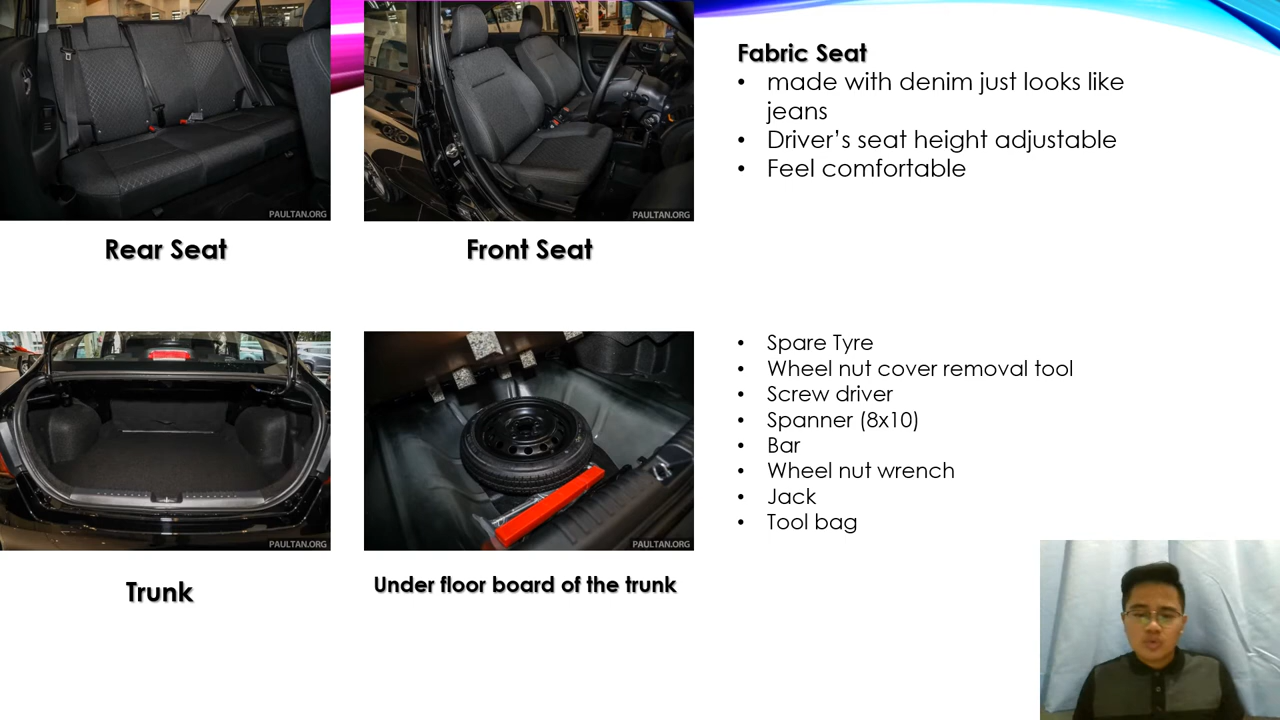 PAULTAN.ORG
PAULTAN.ORG
Rear Seat
Front Seat
Fabric Seat
• made with denim just looks like
jeans
• Driver’s seat height adjustable
• Feel comfortable
PAULTAN.ORG
PAULTAN.ORG
Trunk
Under floor board of the trunk
• Spare Tyre
• Wheel nut cover removal tool
• Screw driver
• Spanner (8x10)
• Bar
• Wheel nut wrench
• Jack
• Tool bag